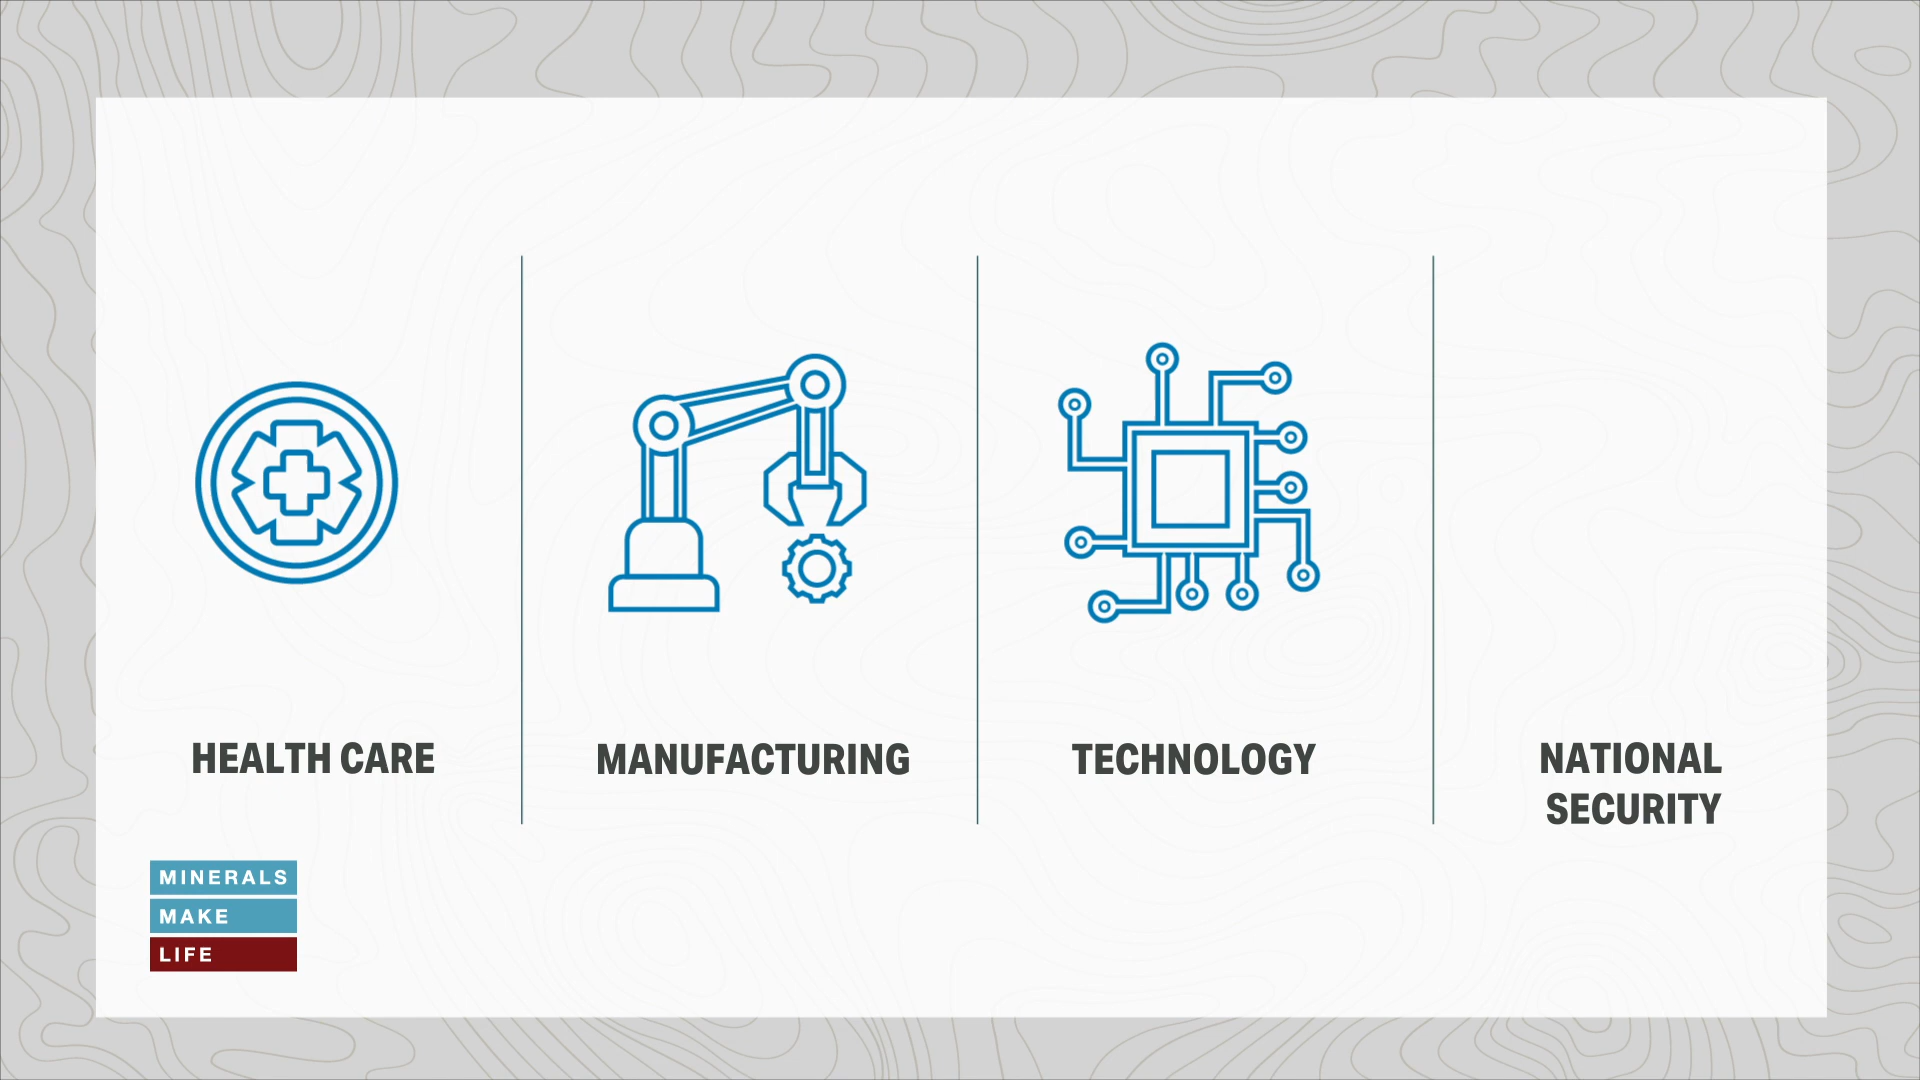 HEALTH CARE
MANUFACTURING
TECHNOLOGY
NATIONAL
SECURITY
MINERALS
MAKE
LIFE